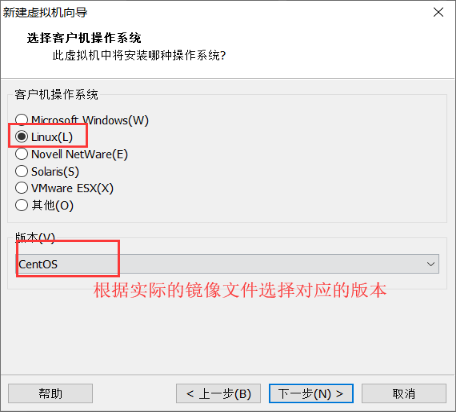 新建虚拟机向导
选择客户机操作系统
此虚拟机中将安装哪种操作系统?
客户机操作系统
Microsoft Windows(W)
Linux(L)
Novell NetWare(E)
Solaris(S)
VMware ESX(X)
其他(O)
版本(V)
CentOS
根据实际的镜像文件选择对应的版本
帮助
< 上一步(B)
下一步(N) >
取消